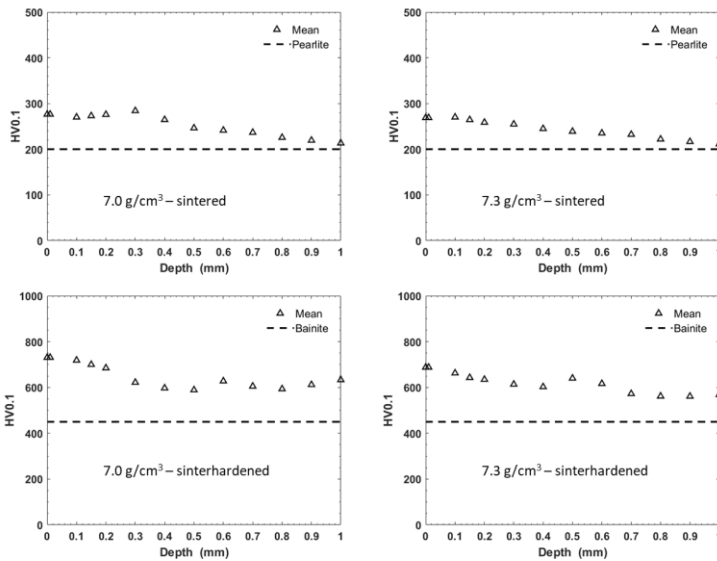 500
400
300
200
100
0
HV0.1
Mean
Pearlite
7.0 g/cm³ – sintered
0 0.1 0.2 0.3 0.4 0.5 0.6 0.7 0.8 0.9 1
Depth (mm)
500
400
300
200
100
0
HV0.1
Mean
Pearlite
7.3 g/cm³ – sintered
0 0.1 0.2 0.3 0.4 0.5 0.6 0.7 0.8 0.9
Depth (mm)
1000
800
600
400
200
0
HV0.1
Mean
Bainite
7.0 g/cm³ – sinterhardened
0 0.1 0.2 0.3 0.4 0.5 0.6 0.7 0.8 0.9 1
Depth (mm)
1000
800
600
400
200
0
HV0.1
Mean
Bainite
7.3 g/cm³ – sinterhardened
0 0.1 0.2 0.3 0.4 0.5 0.6 0.7 0.8 0.9
Depth (mm)